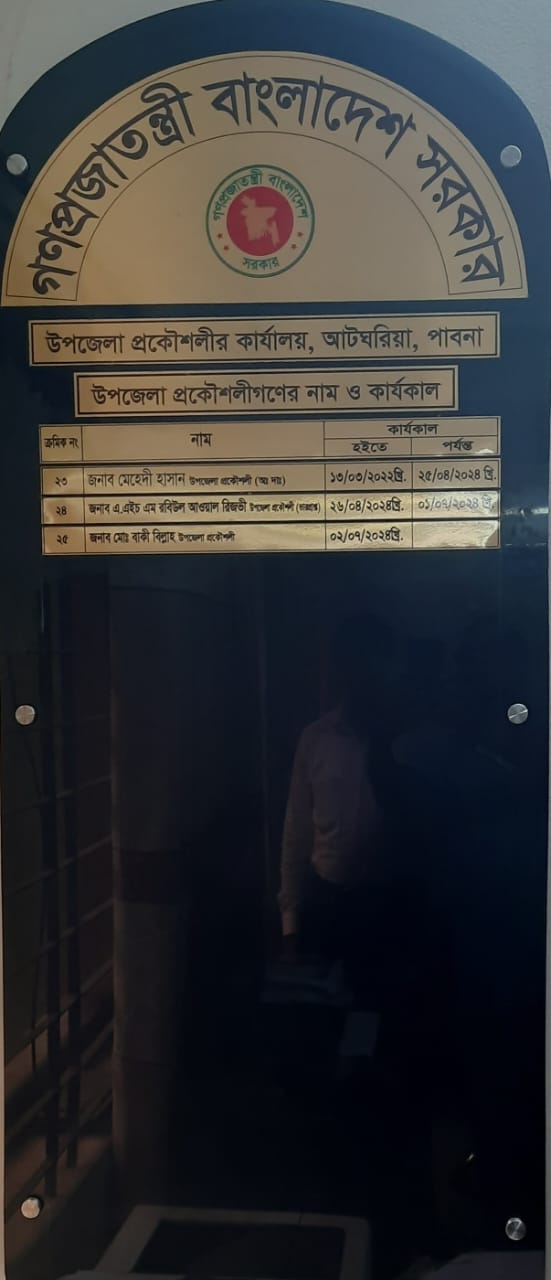 গণপ্রজাতন্ত্রী বাংলাদেশ সরকার
গণপ্রজাতন্ত্রী বাংলাদেশ
সরকার
উপজেলা প্রকৌশলীর কার্যালয়, আটঘরিয়া, পাবনা
উপজেলা প্রকৌশলীগণের নাম ও কার্যকাল
ক্রমিক নং নাম কার্যকাল
হইতে পর্যন্ত
২৩ জনাব মেহেদী হাসান উপজেলা প্রকৌশলী (অঃ দাঃ) ১৩/০৩/২০২২খ্রি. ২৫/০৪/২০২৪ খ্রি.
২৪ জনাব এ.এইচ এম রবিউল আওয়াল রিজভী উপজেলা প্রকৌশলী ২৬/০৪/২০২৪খ্রি. ০১/০৭/২০২৪ খ্রি.
২৫ জনাব মোঃ বাকী বিল্লাহ উপজেলা প্রকৌশলী ০২/০৭/২০২৪খ্রি.